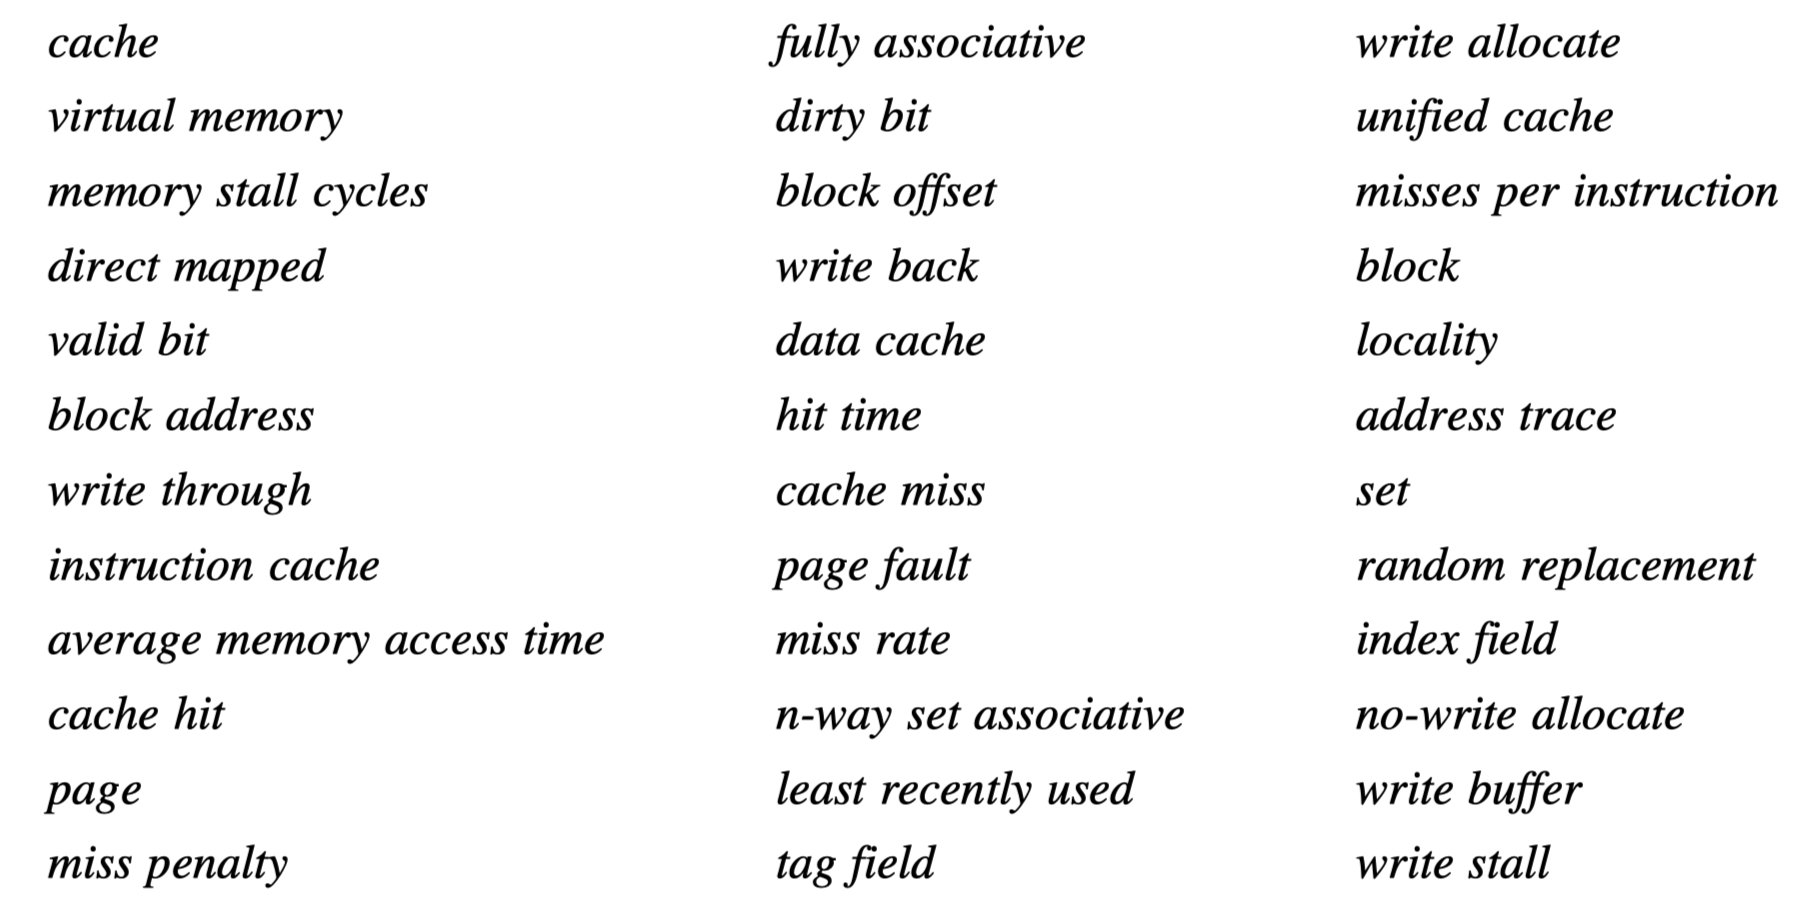 cache fully associative write allocate
virtual memory dirty bit unified cache
memory stall cycles block offset misses per instruction
direct mapped write back block
valid bit data cache locality
block address hit time address trace
write through cache miss set
instruction cache page fault random replacement
average memory access time miss rate index field
cache hit n-way set associative no-write allocate
page least recently used write buffer
miss penalty tag field write stall